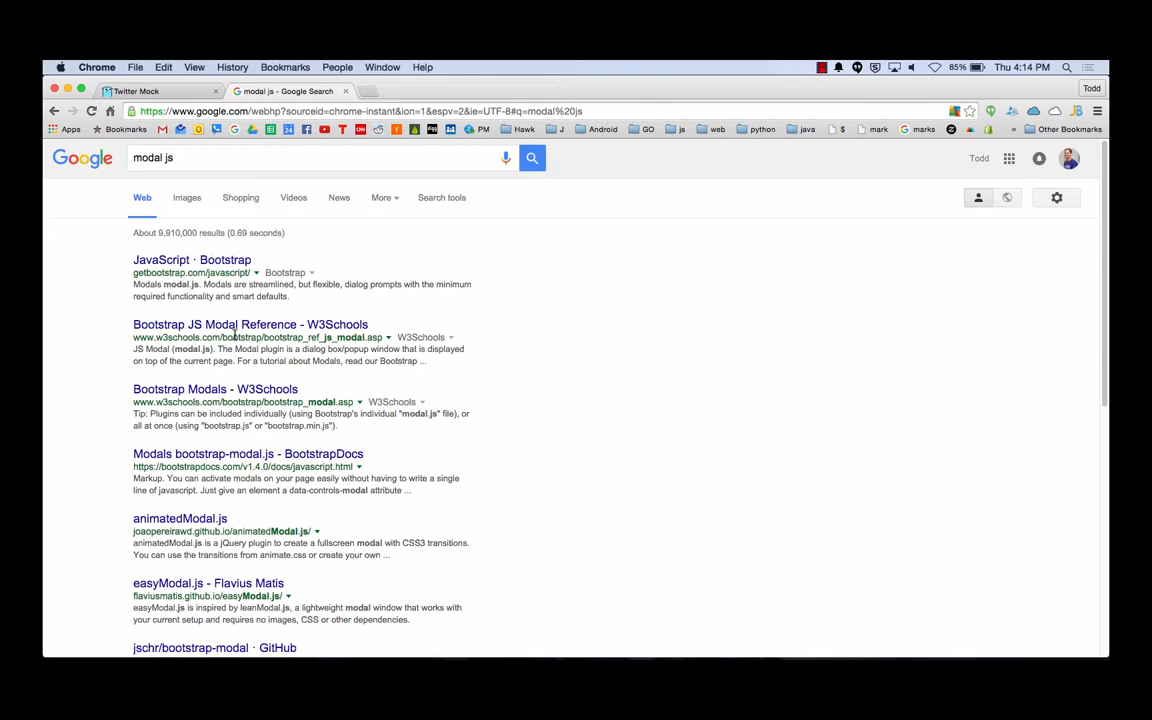 Chrome File Edit View History Bookmarks People Window Help 85% Thu 4:14 PM
Twitter Mock modal js - Google Search Todd
https://www.google.com/webhp?sourceid=chrome-instant&ion=1&espv=2&ie=UTF-8#q=modal%20js
Apps Bookmarks PM Hawk J Android GO js web python java $ mark marks » Other Bookmarks
Google modal js Todd
Web Images Shopping Videos News More Search tools
About 9,910,000 results (0.69 seconds)
JavaScript · Bootstrap
getbootstrap.com/javascript/ Bootstrap
Modals modal.js. Modals are streamlined, but flexible, dialog prompts with the minimum
required functionality and smart defaults.
Bootstrap JS Modal Reference - W3Schools
www.w3schools.com/bootstrap/bootstrap_ref_js_modal.asp W3Schools
JS Modal (modal.js). The Modal plugin is a dialog box/popup window that is displayed
on top of the current page. For a tutorial about Modals, read our Bootstrap ...
Bootstrap Modals - W3Schools
www.w3schools.com/bootstrap/bootstrap_modal.asp W3Schools
Tip: Plugins can be included individually (using Bootstrap's individual "modal.js" file), or
all at once (using "bootstrap.js" or "bootstrap.min.js").
Modals bootstrap-modal.js - BootstrapDocs
https://bootstrapdocs.com/v1.4.0/docs/javascript.html
Markup. You can activate modals on your page easily without having to write a single
line of javascript. Just give an element a data-controls-modal attribute ...
animatedModal.js
joaopereirawd.github.io/animatedModal.js/
animatedModal.js is a jQuery plugin to create a fullscreen modal with CSS3 transitions.
You can use the transitions from animate.css or create your own ...
easyModal.js - Flavius Matis
flaviusmatis.github.io/easyModal.js/
easyModal.js is inspired by leanModal.js, a lightweight modal window that works with
your current setup and requires no images, CSS or other dependencies.
jschr/bootstrap-modal · GitHub